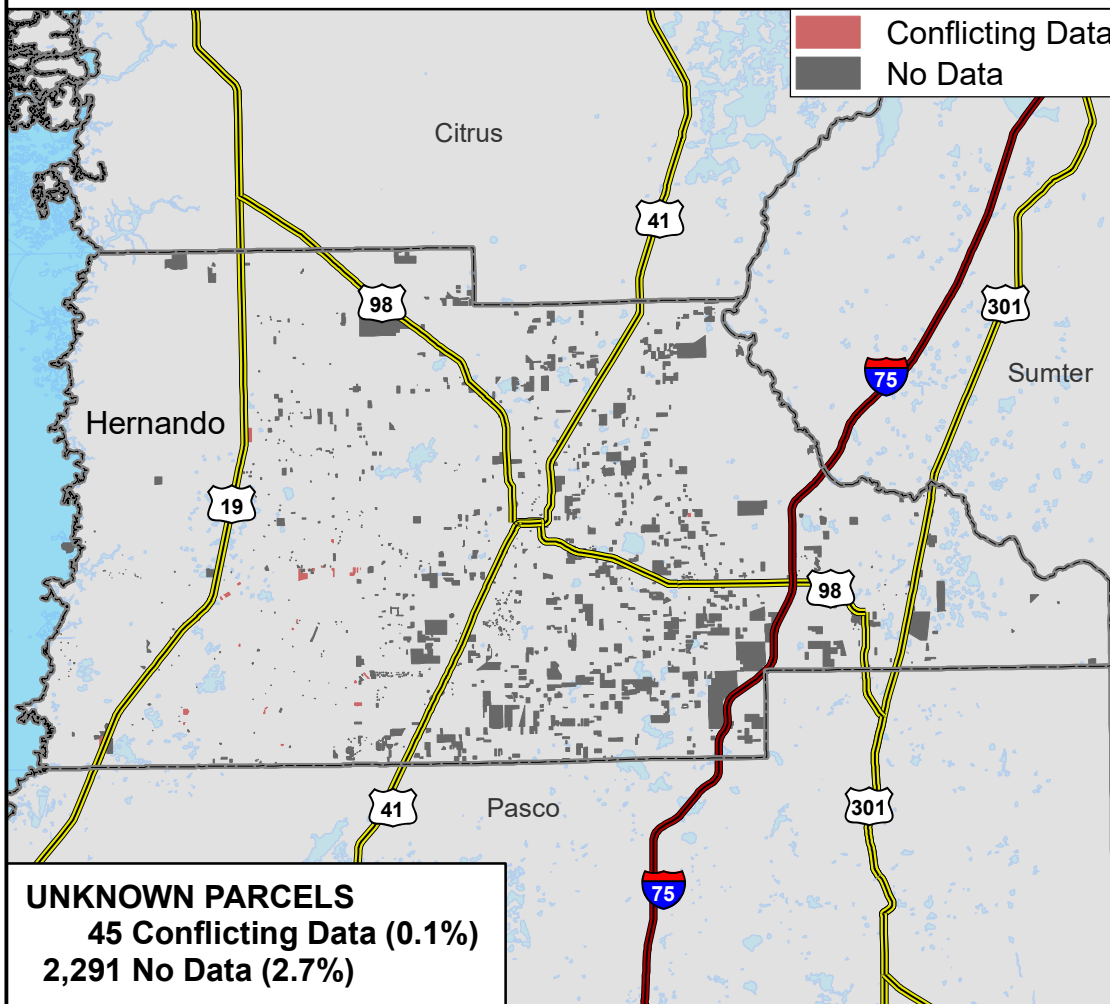 Conflicting Data
No Data
Citrus
41
98
301
75
Sumter
Hernando
19
98
41
Pasco
301
75
UNKNOWN PARCELS
45 Conflicting Data (0.1%)
2,291 No Data (2.7%)